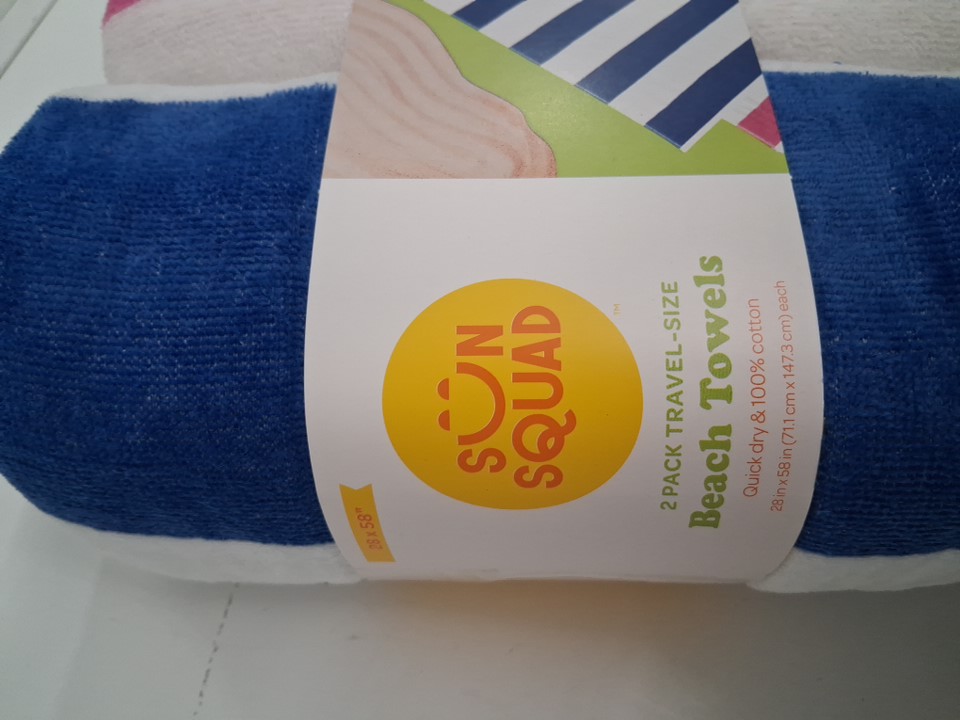 SUN
SQUAD
™
2 PACK TRAVEL-SIZE
Beach Towels
Quick dry & 100% cotton
28 in x 58 in (71.1 cm x 147.3 cm) each
28 x 58"